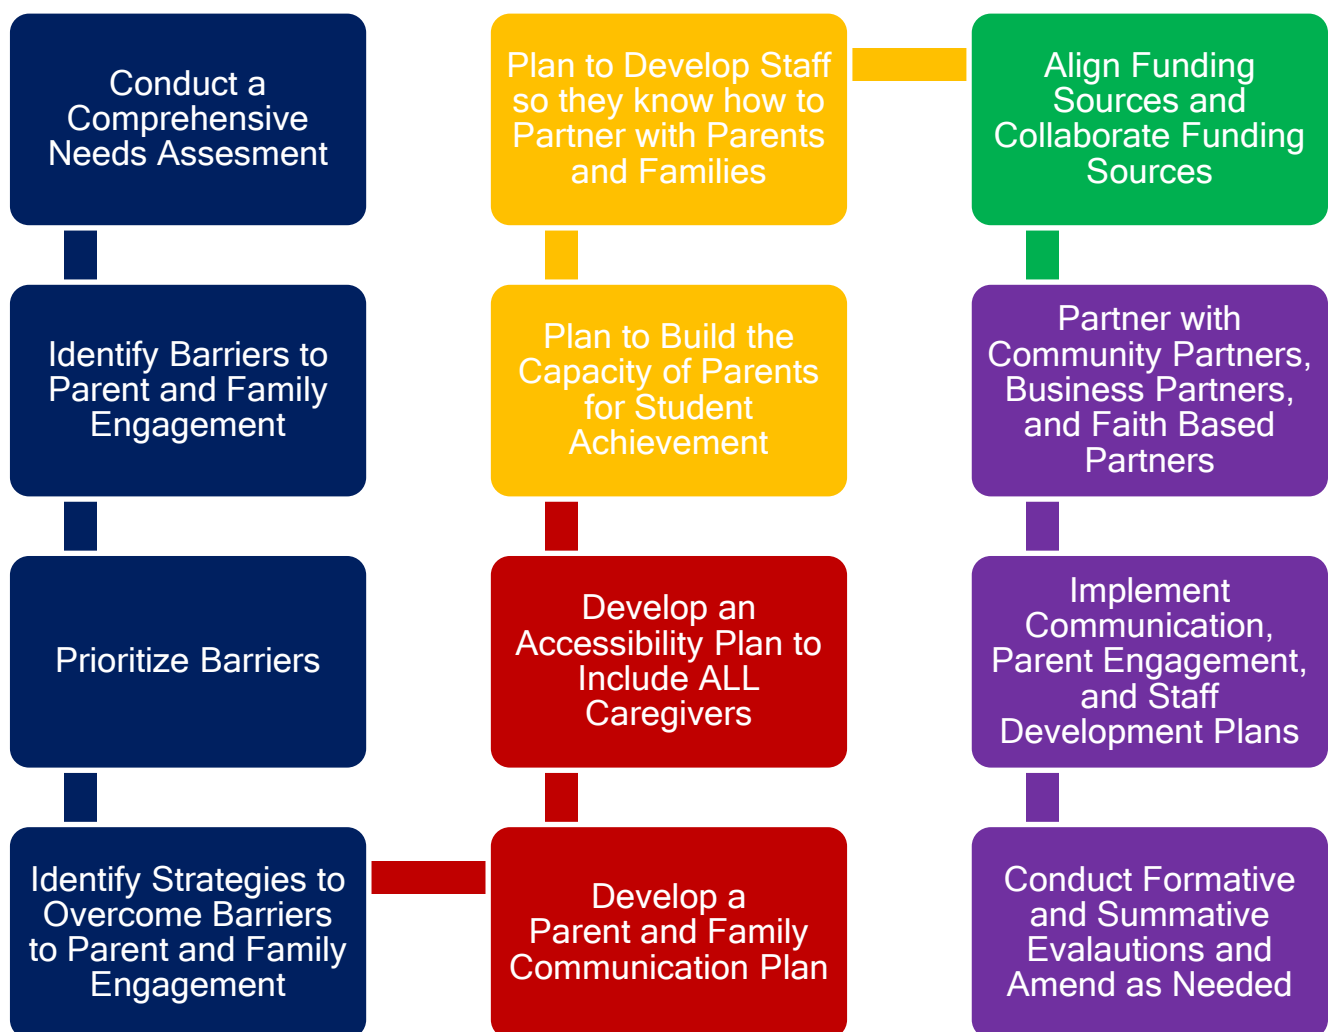 Conduct a
Comprehensive
Needs Assesment
Identify Barriers to
Parent and Family
Engagement
Prioritize Barriers
Identify Strategies to
Overcome Barriers
to Parent and Family
Engagement
Develop a
Parent and Family
Communication Plan
Develop an
Accessibility Plan to
Include ALL
Caregivers
Plan to Build the
Capacity of Parents
for Student
Achievement
Plan to Develop Staff
so they know how to
Partner with Parents
and Families
Align Funding
Sources and
Collaborate Funding
Sources
Partner with
Community Partners,
Business Partners,
and Faith Based
Partners
Implement
Communication,
Parent Engagement,
and Staff
Development Plans
Conduct Formative
and Summative
Evalautions and
Amend as Needed